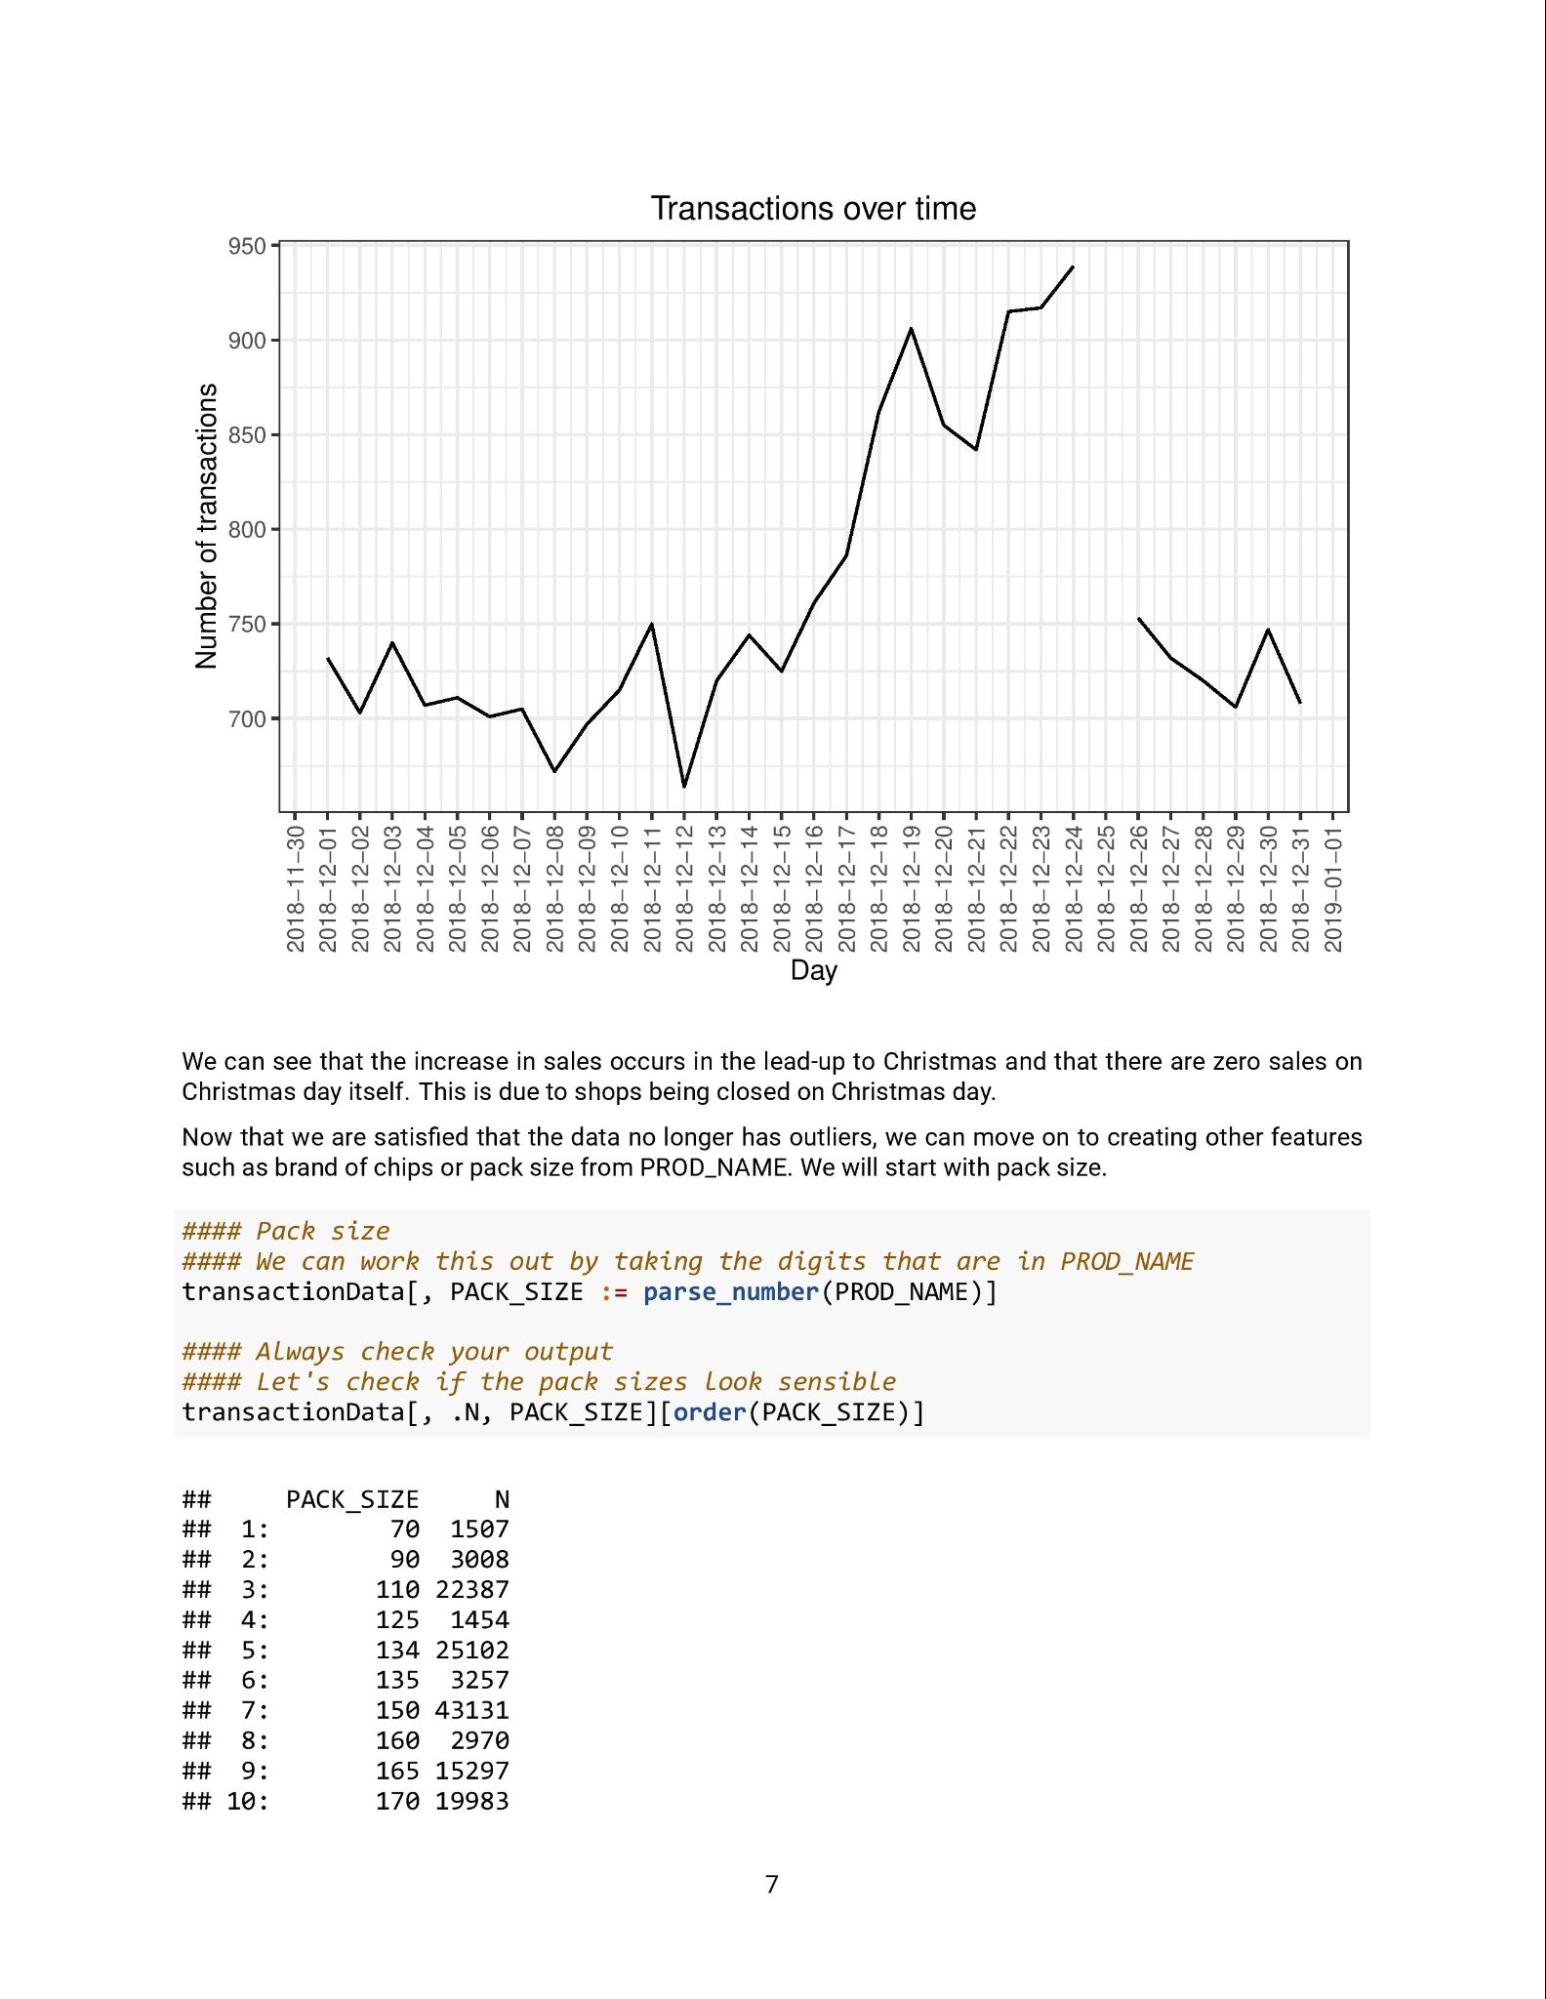 Transactions over time
950
900
850
800
750
700
Number of transactions
2018–11–30
2018–12–01
2018–12–02
2018–12–03
2018–12–04
2018–12–05
2018–12–06
2018–12–07
2018–12–08
2018–12–09
2018–12–10
2018–12–11
2018–12–12
2018–12–13
2018–12–14
2018–12–15
2018–12–16
2018–12–17
2018–12–18
2018–12–19
2018–12–20
2018–12–21
2018–12–22
2018–12–23
2018–12–24
2018–12–25
2018–12–26
2018–12–27
2018–12–28
2018–12–29
2018–12–30
2018–12–31
2019–01–01
Day
We can see that the increase in sales occurs in the lead-up to Christmas and that there are zero sales on
Christmas day itself. This is due to shops being closed on Christmas day.
Now that we are satisfied that the data no longer has outliers, we can move on to creating other features
such as brand of chips or pack size from PROD_NAME. We will start with pack size.
#### Pack size
#### We can work this out by taking the digits that are in PROD_NAME
transactionData[, PACK_SIZE := parse_number(PROD_NAME)]
#### Always check your output
#### Let's check if the pack sizes look sensible
transactionData[, .N, PACK_SIZE][order(PACK_SIZE)]
##     PACK_SIZE     N
##  1:        70  1507
##  2:        90  3008
##  3:       110 22387
##  4:       125  1454
##  5:       134 25102
##  6:       135  3257
##  7:       150 43131
##  8:       160  2970
##  9:       165 15297
## 10:       170 19983
7